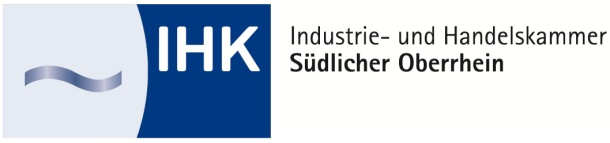 IHK
Industrie- und Handelskammer
Südlicher Oberrhein